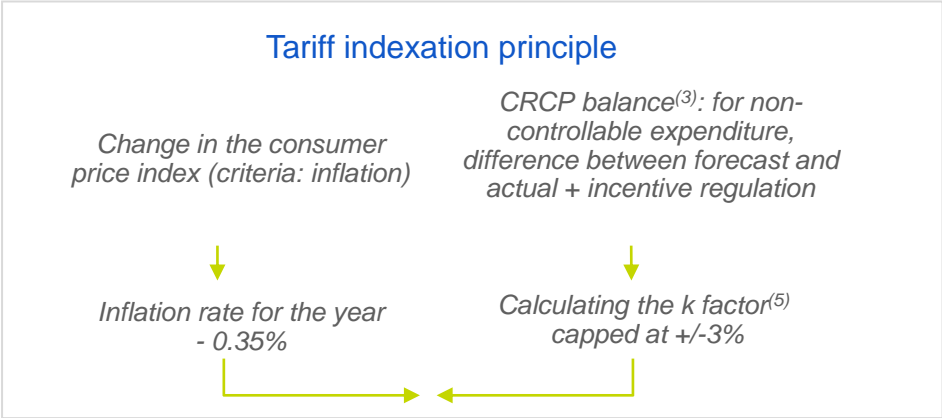 Tariff indexation principle
Change in the consumer
price index (criteria: inflation)
CRCP balance(3): for non-
controllable expenditure,
difference between forecast and
actual + incentive regulation
Inflation rate for the year
- 0.35%
Calculating the k factor(5)
capped at +/-3%